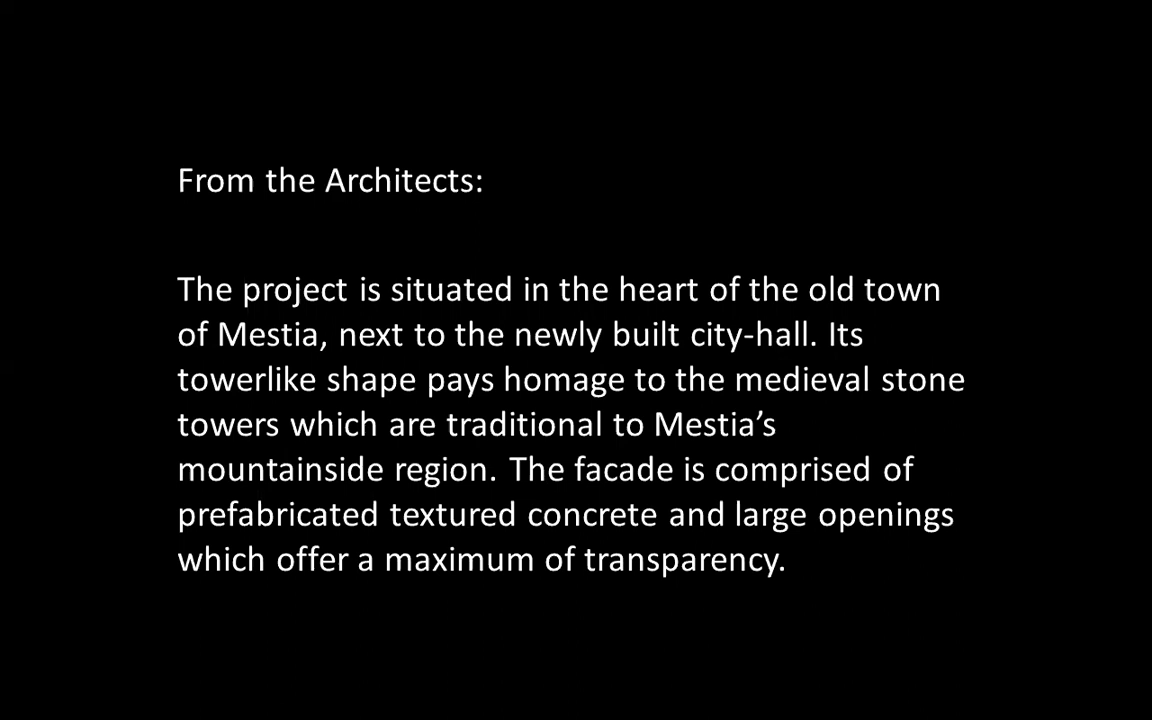 From the Architects:
The project is situated in the heart of the old town
of Mestia, next to the newly built city-hall. Its
towerlike shape pays homage to the medieval stone
towers which are traditional to Mestia’s
mountainside region. The facade is comprised of
prefabricated textured concrete and large openings
which offer a maximum of transparency.